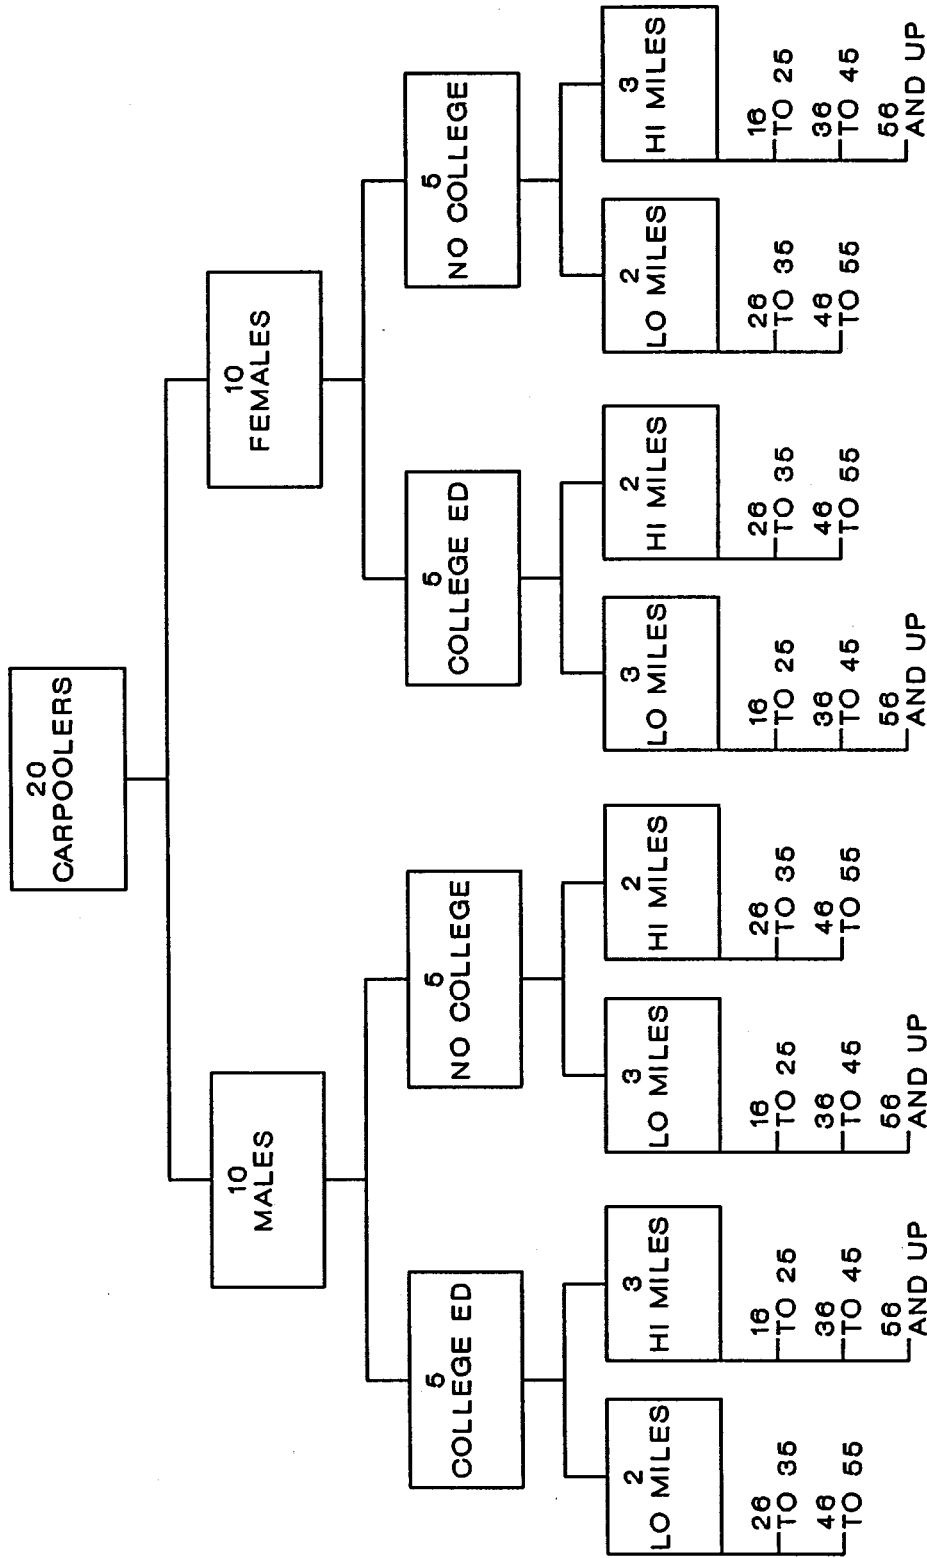 20
CARPOOLERS
10
MALES
10
FEMALES
5
COLLEGE ED
5
NO COLLEGE
5
COLLEGE ED
5
NO COLLEGE
2
LO MILES
3
HI MILES
3
LO MILES
2
HI MILES
3
LO MILES
2
HI MILES
2
LO MILES
3
HI MILES
26
TO 35
46
TO 55
16
TO 25
36
TO 45
56
AND UP
16
TO 25
36
TO 45
56
AND UP
26
TO 35
46
TO 55
16
TO 25
36
TO 45
56
AND UP
26
TO 35
46
TO 55
26
TO 35
46
TO 55
16
TO 25
36
TO 45
56
AND UP